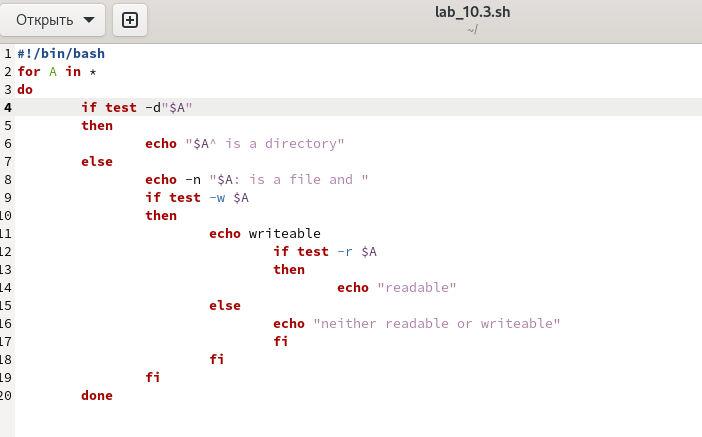 Открыть
lab_10.3.sh
~/
1 #!/bin/bash
2 for A in *
3 do
4 if test -d"$A"
5 then
6 echo "$A^ is a directory"
7 else
8 echo -n "$A: is a file and "
9 if test -w $A
10 then
11 echo writeable
12 if test -r $A
13 then
14 echo "readable"
15 else
16 echo "neither readable or writeable"
17 fi
18 fi
19 fi
20 done